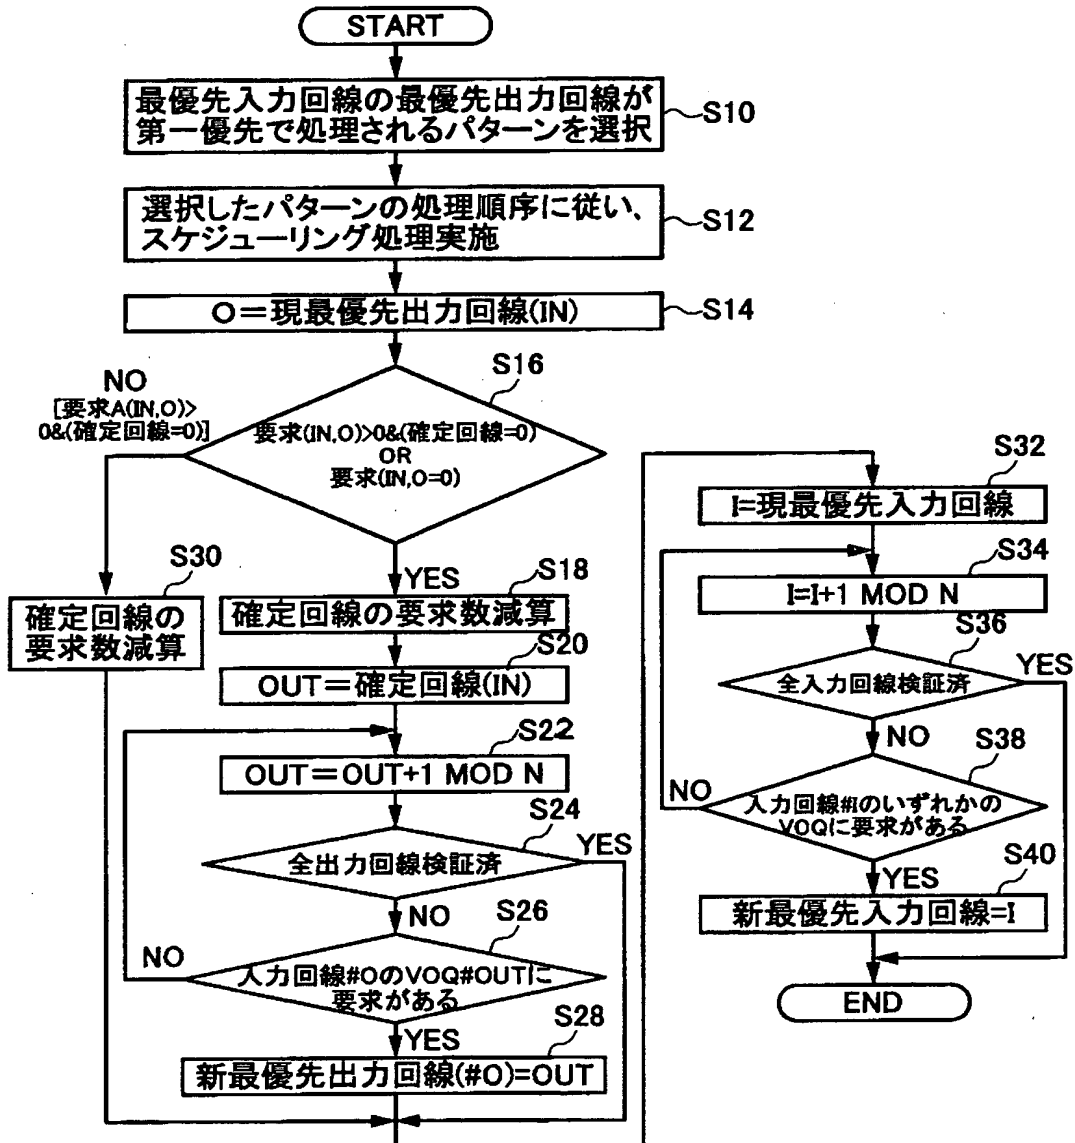 START
最優先入力回線の最優先出力回線が
第一優先で処理されるパターンを選択
S10
選択したパターンの処理順序に従い、
スケジューリング処理実施
S12
O=現最優先出力回線(IN)
S14
S16
NO
[要求A(IN,O)>
0&(確定回線=0)]
要求(IN,O)>0&(確定回線=0)
OR
要求(IN,O=0)
YES
S30
確定回線の
要求数減算
S18
確定回線の要求数減算
S20
OUT=確定回線(IN)
S22
OUT=OUT+1 MOD N
S24
全出力回線検証済
YES
NO
S26
入力回線#OのVOQ#OUTに
要求がある
NO
YES
S28
新最優先出力回線(#O)=OUT
S32
I=現最優先入力回線
S34
I=I+1 MOD N
S36
全入力回線検証済
YES
NO
S38
入力回線#Iのいずれかの
VOQに要求がある
NO
YES
S40
新最優先入力回線=I
END